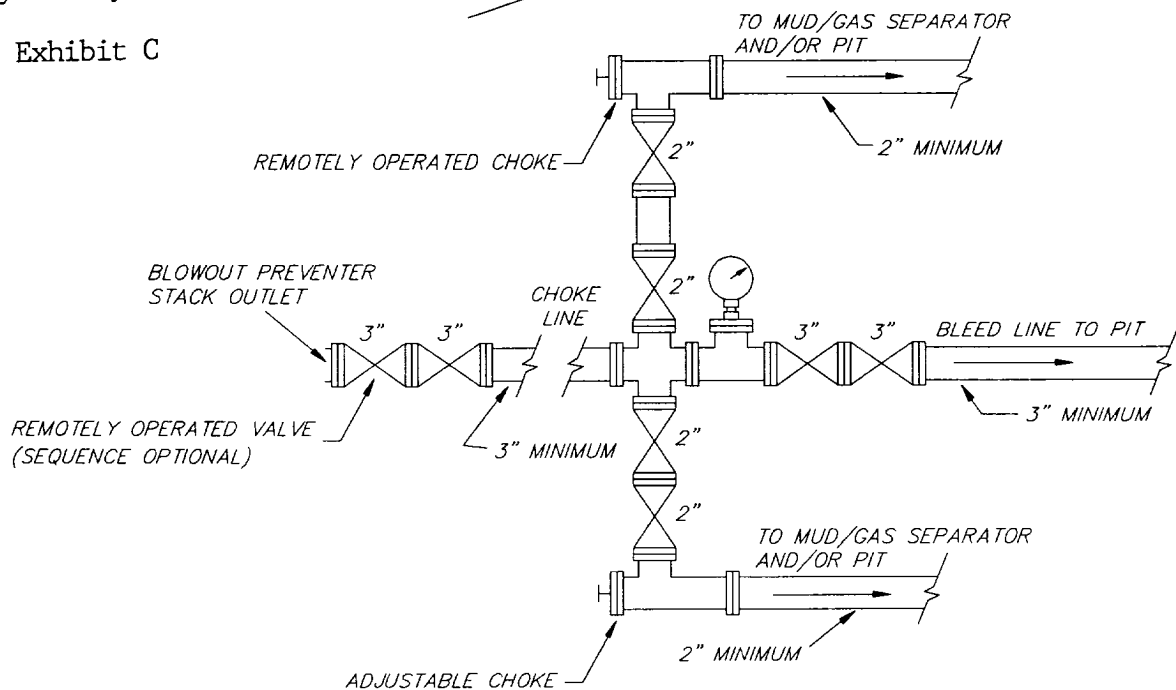 Exhibit C
TO MUD/GAS SEPARATOR
AND/OR PIT
2" MINIMUM
REMOTELY OPERATED CHOKE
2"
2"
BLOWOUT PREVENTER
STACK OUTLET
3"
3"
CHOKE
LINE
3"
3"
BLEED LINE TO PIT
REMOTELY OPERATED VALVE
(SEQUENCE OPTIONAL)
3" MINIMUM
3" MINIMUM
2"
2"
TO MUD/GAS SEPARATOR
AND/OR PIT
2" MINIMUM
ADJUSTABLE CHOKE